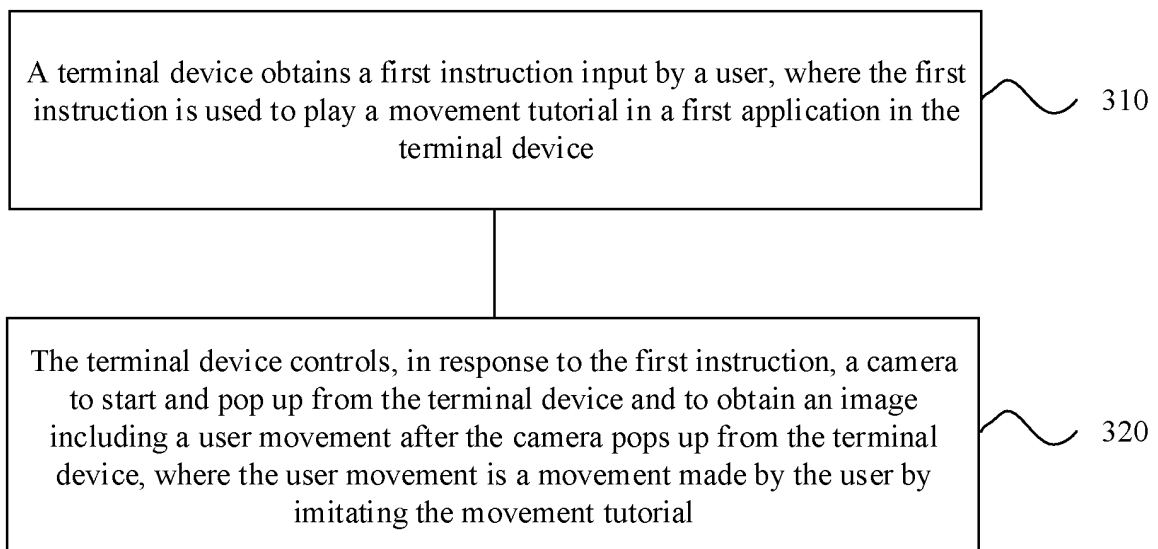 A terminal device obtains a first instruction input by a user, where the first
instruction is used to play a movement tutorial in a first application in the
terminal device
310
The terminal device controls, in response to the first instruction, a camera
to start and pop up from the terminal device and to obtain an image
including a user movement after the camera pops up from the terminal
device, where the user movement is a movement made by the user by
imitating the movement tutorial
320